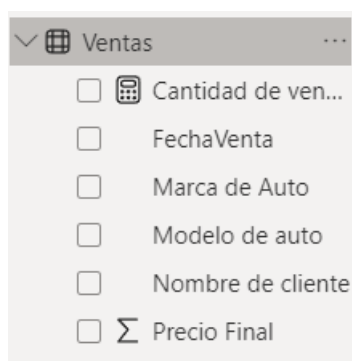 Ventas
Cantidad de ven...
FechaVenta
Marca de Auto
Modelo de auto
Nombre de cliente
Precio Final